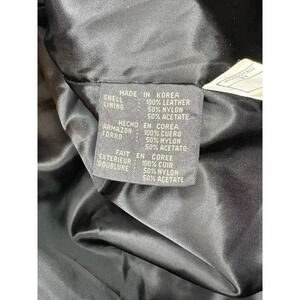 MADE IN KOREA
SHELL : 100% LEATHER
LINING : 50% NYLON
50% ACETATE
HECHO EN COREA
ARMAZON : 100% CUERO
FORRO : 50% NYLON
50% ACETATO
FAIT EN COREE
EXTERIEUR : 100% CUIR
DOUBLURE : 50% NYLON
50% ACETATE